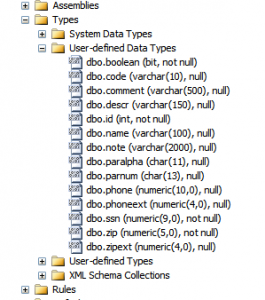 Assemblies
Types
System Data Types
User-defined Data Types
dbo.boolean (bit, not null)
dbo.code (varchar(10), null)
dbo.comment (varchar(500), null)
dbo.descr (varchar(150), null)
dbo.id (int, not null)
dbo.name (varchar(100), null)
dbo.note (varchar(2000), null)
dbo.paralpha (char(11), null)
dbo.parnum (char(13), null)
dbo.phone (numeric(10,0), null)
dbo.phoneext (numeric(4,0), null)
dbo.ssn (numeric(9,0), not null)
dbo.zip (numeric(5,0), not null)
dbo.zipext (numeric(4,0), null)
User-defined Types
XML Schema Collections
Rules